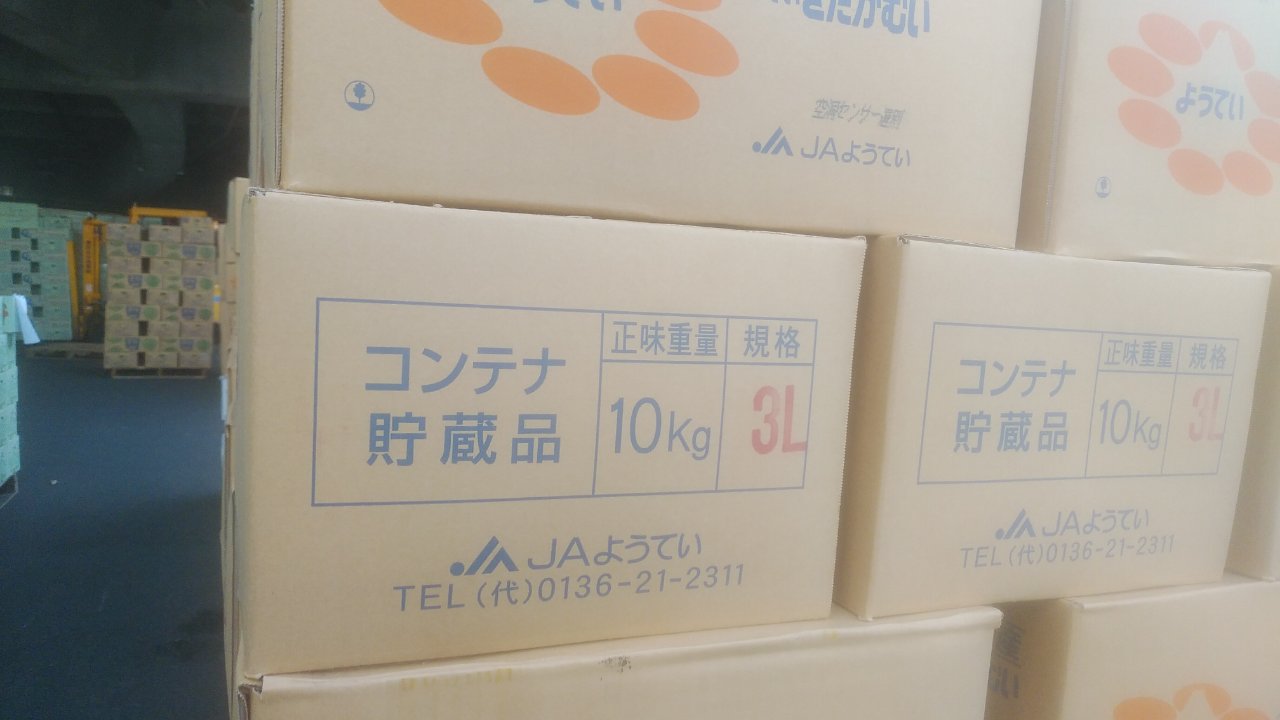 きたかむい
空洞センサー選別
JAようてい
ようてい
コンテナ
貯蔵品
正味重量
規格
10kg
3L
JAようてい
TEL(代)0136-21-2311
コンテナ
貯蔵品
正味重量
規格
10kg
3L
JAようてい
TEL(代)0136-21-2311